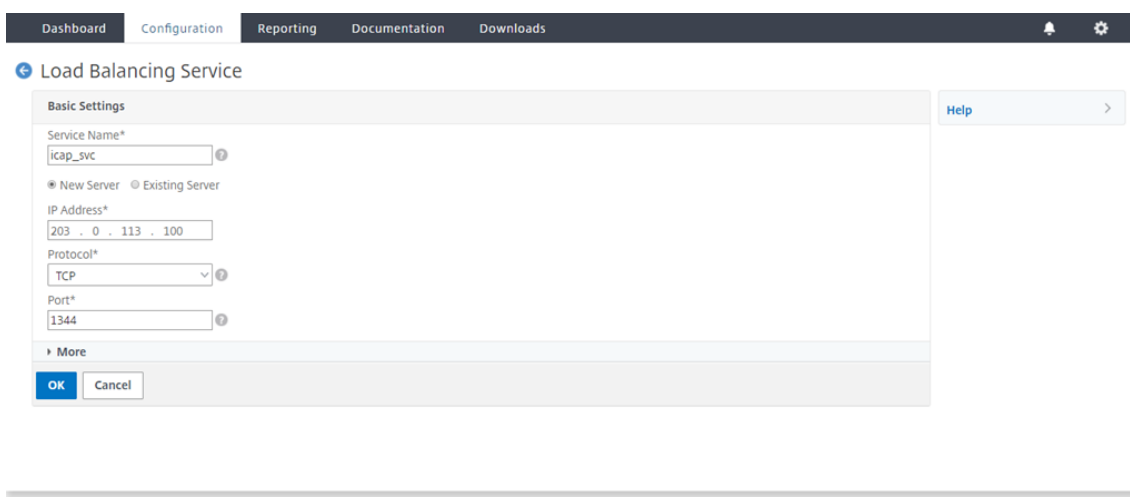 Dashboard Configuration Reporting Documentation Downloads
Load Balancing Service
Basic Settings
Help
Service Name*
icap_svc
New Server Existing Server
IP Address*
203 . 0 . 113 . 100
Protocol*
TCP
Port*
1344
More
OK Cancel